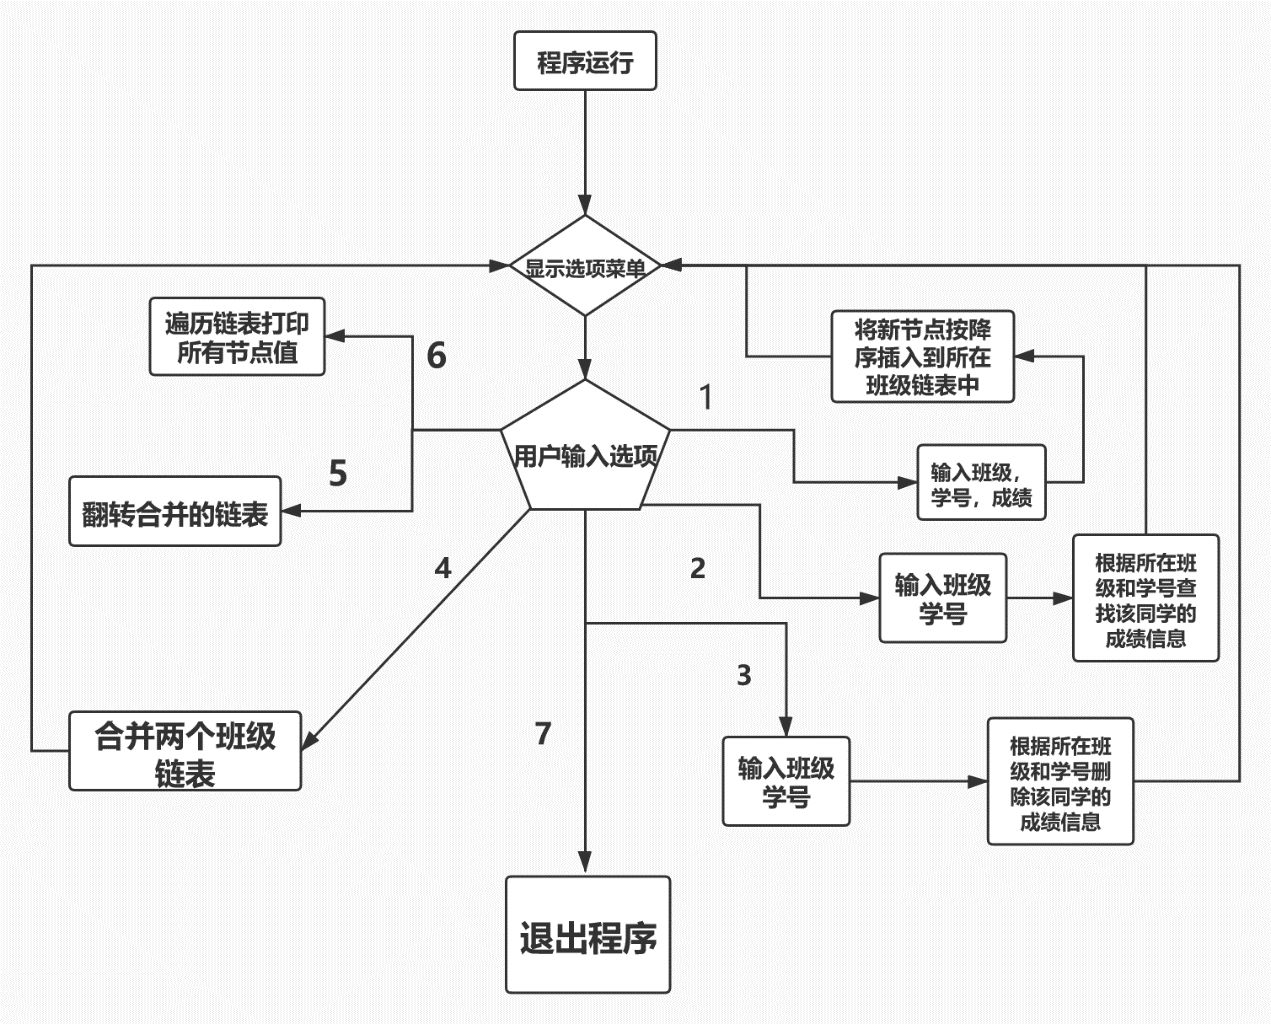 程序运行
显示选项菜单
遍历链表打印
所有节点值
6
将新节点按降
序插入到所在
班级链表中
1
用户输入选项
输入班级，
学号，成绩
5
翻转合并的链表
4
2
输入班级
学号
根据所在班
级和学号查
找该同学的
成绩信息
3
合并两个班级
链表
7
输入班级
学号
根据所在班
级和学号删
除该同学的
成绩信息
退出程序